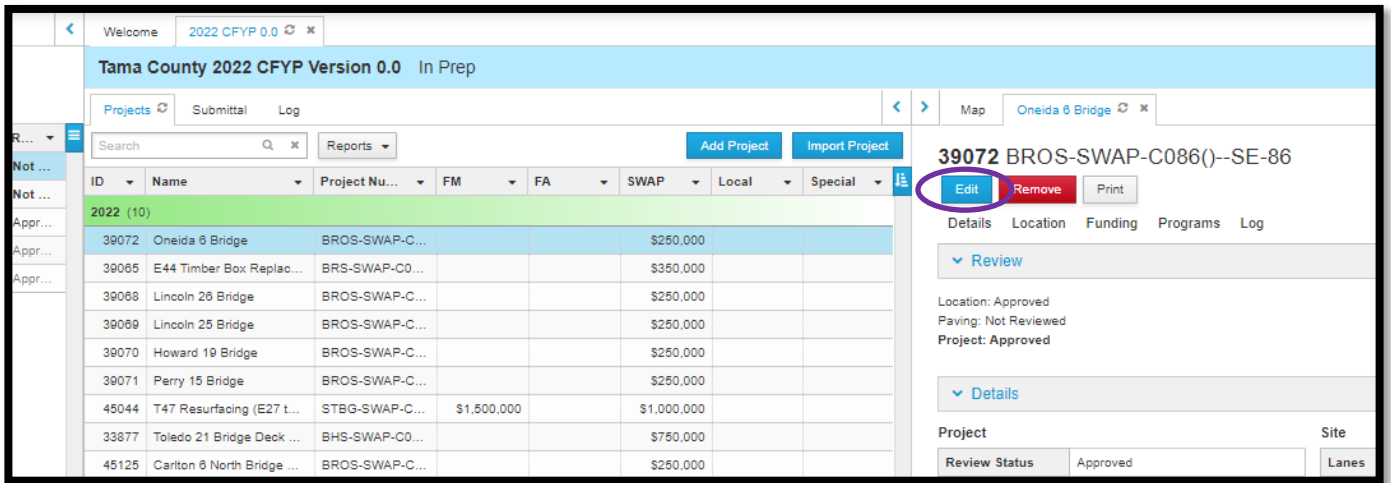 Welcome 2022 CFYP 0.0
Tama County 2022 CFYP Version 0.0 In Prep
Projects Submittal Log
Map Oneida 6 Bridge
Search Reports Add Project Import Project
39072 BROS-SWAP-C086()--SE-86
Edit Remove Print
Details Location Funding Programs Log
R...
Not ...
Not ...
Appr...
Appr...
Appr...
ID Name Project Nu... FM FA SWAP Local Special
2022 (10)
39072 Oneida 6 Bridge BROS-SWAP-C... $250,000
39065 E44 Timber Box Replac... BRS-SWAP-C0... $350,000
39068 Lincoln 26 Bridge BROS-SWAP-C... $250,000
39069 Lincoln 25 Bridge BROS-SWAP-C... $250,000
39070 Howard 19 Bridge BROS-SWAP-C... $250,000
39071 Perry 15 Bridge BROS-SWAP-C... $250,000
45044 T47 Resurfacing (E27 t... STBG-SWAP-C... $1,500,000 $1,000,000
33877 Toledo 21 Bridge Deck ... BHS-SWAP-C0... $750,000
45125 Carlton 6 North Bridge ... BROS-SWAP-C... $250,000
Review
Location: Approved
Paving: Not Reviewed
Project: Approved
Details
Project Site
Review Status Approved Lanes